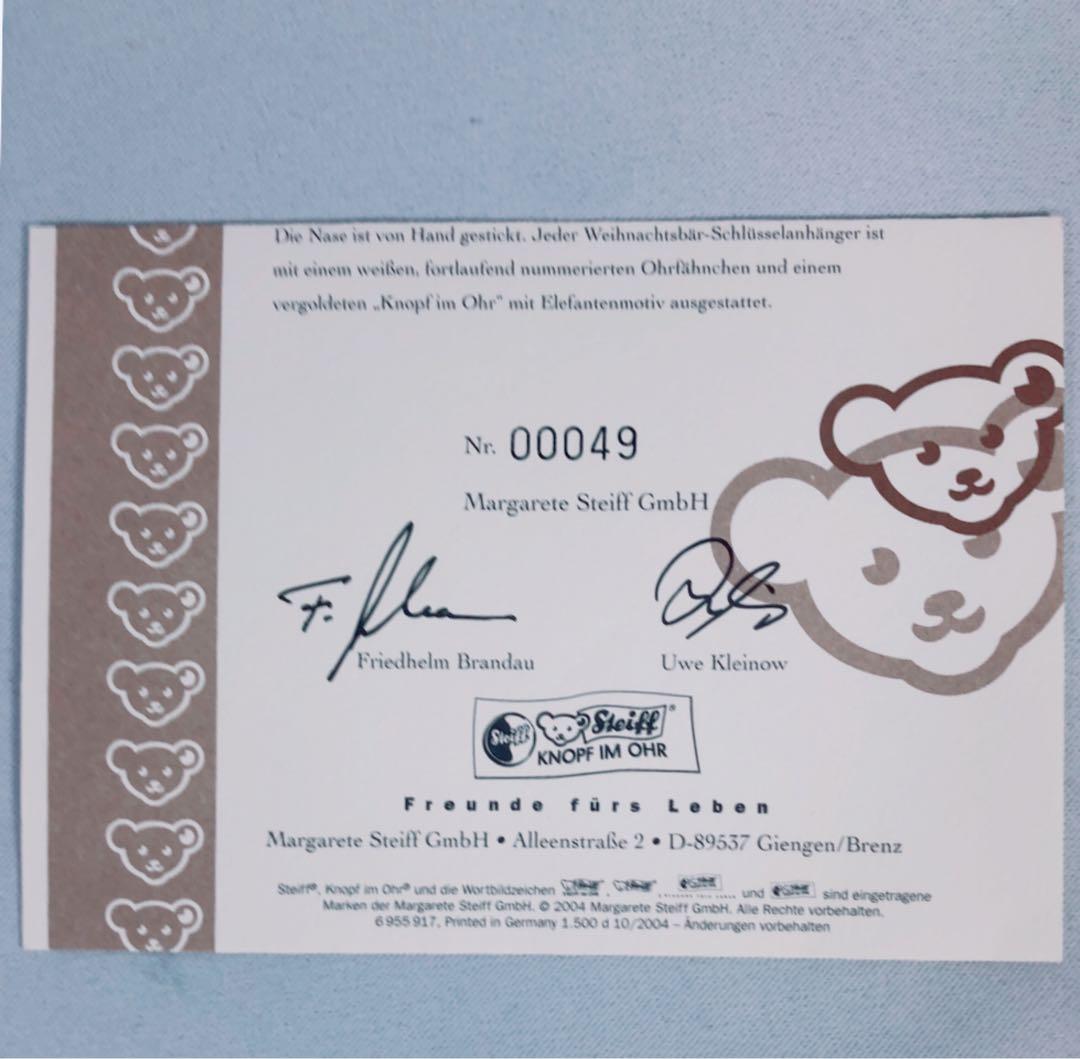 Die Nase ist von Hand gestickt. Jeder Weihnachtsbär-Schlüsselanhänger ist
mit einem weißen, fortlaufend nummerierten Ohrfähnchen und einem
vergoldeten „Knopf im Ohr" mit Elefantenmotiv ausgestattet.
Nr. 00049
Margarete Steiff GmbH
Friedhelm Brandau
Uwe Kleinow
Steiff Steiff®
KNOPF IM OHR
Freunde fürs Leben
Margarete Steiff GmbH • Alleenstraße 2 • D-89537 Giengen/Brenz
Steiff®, Knopf im Ohr® und die Wortbildzeichen , , ........ und sind eingetragene
Marken der Margarete Steiff GmbH. © 2004 Margarete Steiff GmbH. Alle Rechte vorbehalten.
6 955 917, Printed in Germany 1.500 d 10/2004 – Änderungen vorbehalten